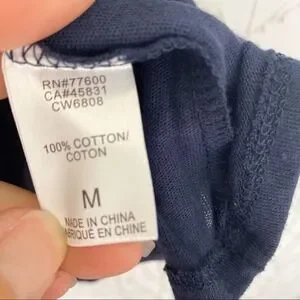 RN#77600
CA#45831
CW6808
100% COTTON/
COTON
M
MADE IN CHINA
FABRIQUÉ EN CHINE